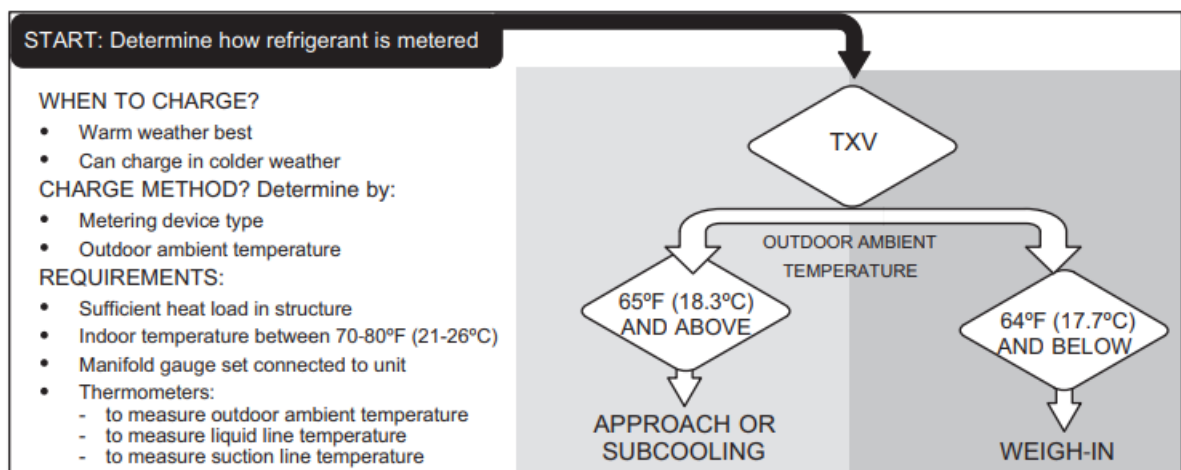 START: Determine how refrigerant is metered
WHEN TO CHARGE?
• Warm weather best
• Can charge in colder weather
CHARGE METHOD? Determine by:
• Metering device type
• Outdoor ambient temperature
REQUIREMENTS:
• Sufficient heat load in structure
• Indoor temperature between 70-80ºF (21-26ºC)
• Manifold gauge set connected to unit
• Thermometers:
- to measure outdoor ambient temperature
- to measure liquid line temperature
- to measure suction line temperature
TXV
OUTDOOR AMBIENT
TEMPERATURE
65ºF (18.3ºC)
AND ABOVE
64ºF (17.7ºC)
AND BELOW
APPROACH OR
SUBCOOLING
WEIGH-IN